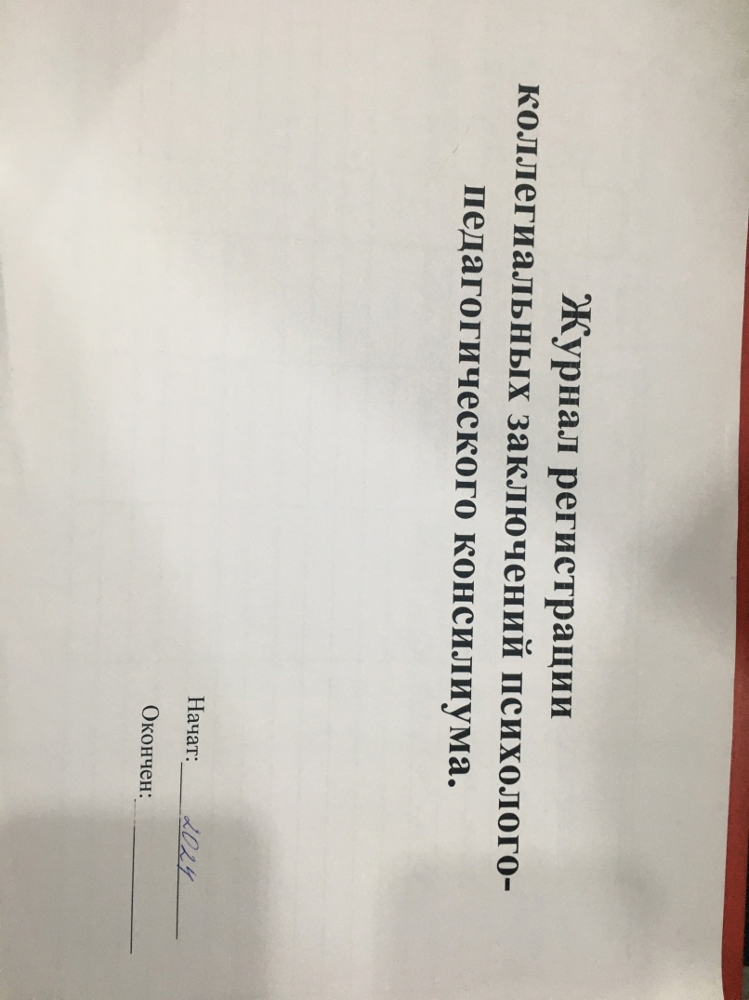 Журнал регистрации
коллегиальных заключений психолого-
педагогического консилиума.
Начат: 2024
Окончен: